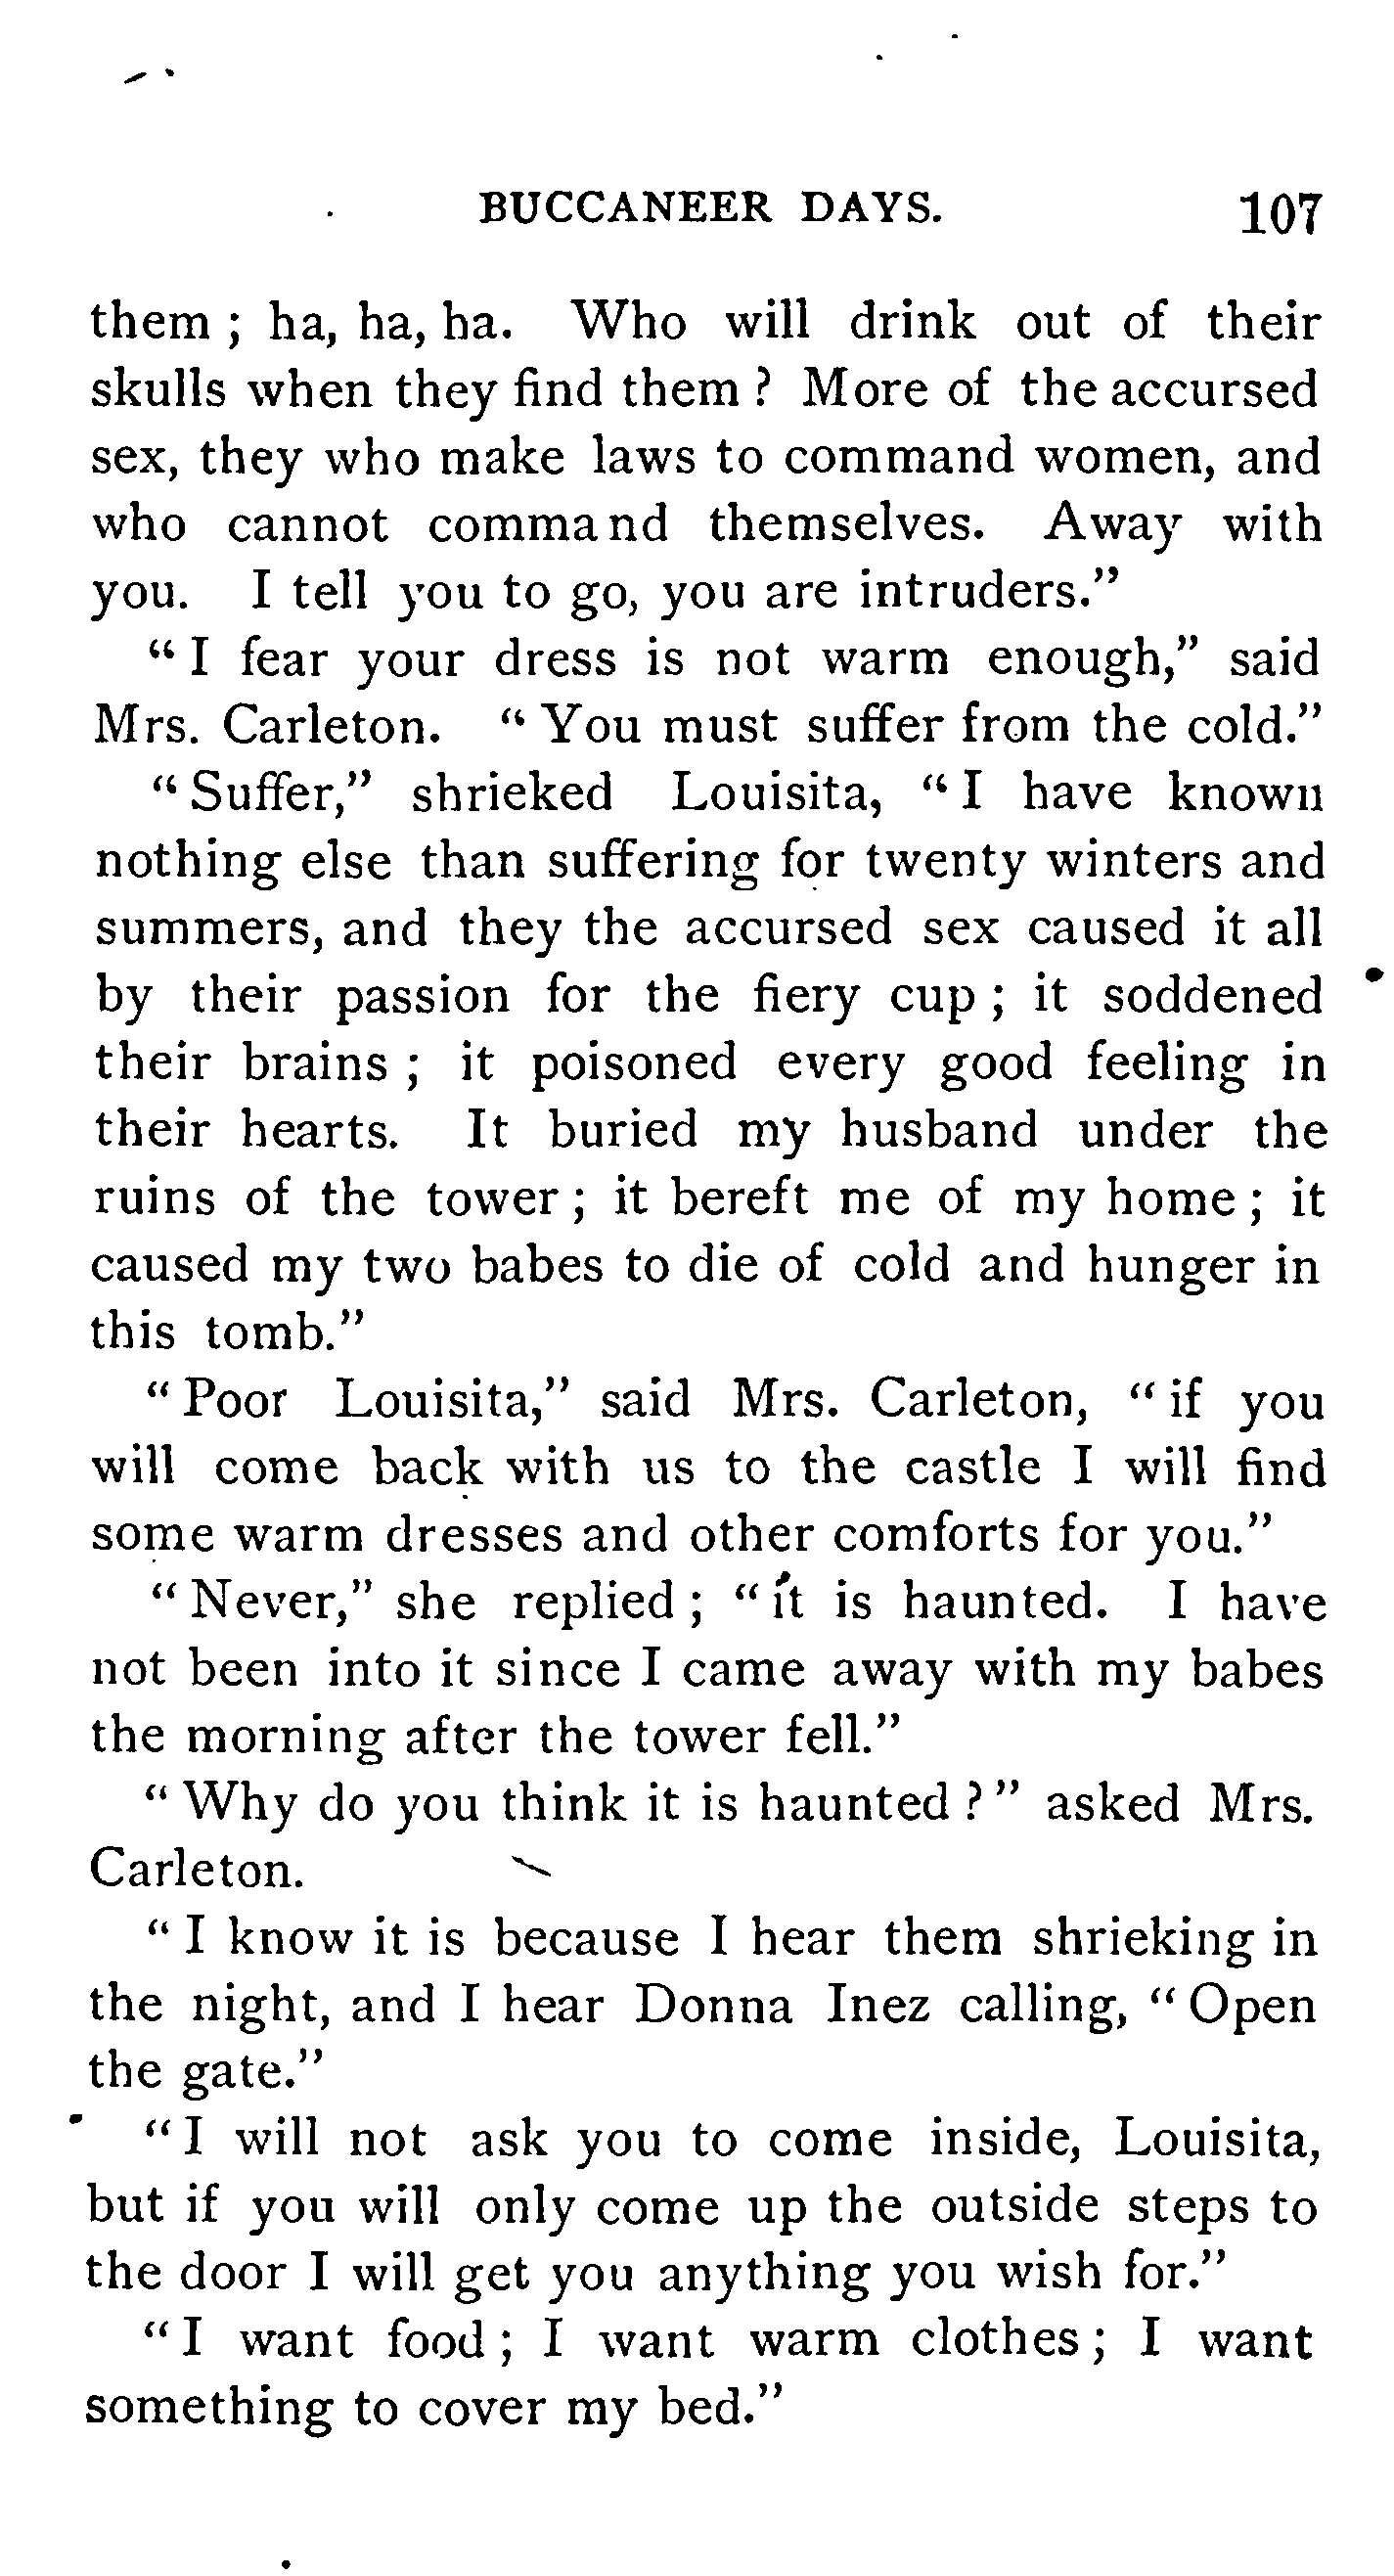 BUCCANEER DAYS. 107
them ; ha, ha, ha. Who will drink out of their
skulls when they find them ? More of the accursed
sex, they who make laws to command women, and
who cannot command themselves. Away with
you. I tell you to go, you are intruders."
" I fear your dress is not warm enough," said
Mrs. Carleton. " You must suffer from the cold."
" Suffer," shrieked Louisita, " I have known
nothing else than suffering for twenty winters and
summers, and they the accursed sex caused it all
by their passion for the fiery cup ; it soddened
their brains ; it poisoned every good feeling in
their hearts. It buried my husband under the
ruins of the tower ; it bereft me of my home ; it
caused my two babes to die of cold and hunger in
this tomb."
" Poor Louisita," said Mrs. Carleton, " if you
will come back with us to the castle I will find
some warm dresses and other comforts for you."
" Never," she replied ; " it is haunted. I have
not been into it since I came away with my babes
the morning after the tower fell."
" Why do you think it is haunted ? " asked Mrs.
Carleton.
" I know it is because I hear them shrieking in
the night, and I hear Donna Inez calling, " Open
the gate."
" I will not ask you to come inside, Louisita,
but if you will only come up the outside steps to
the door I will get you anything you wish for."
" I want food ; I want warm clothes ; I want
something to cover my bed."